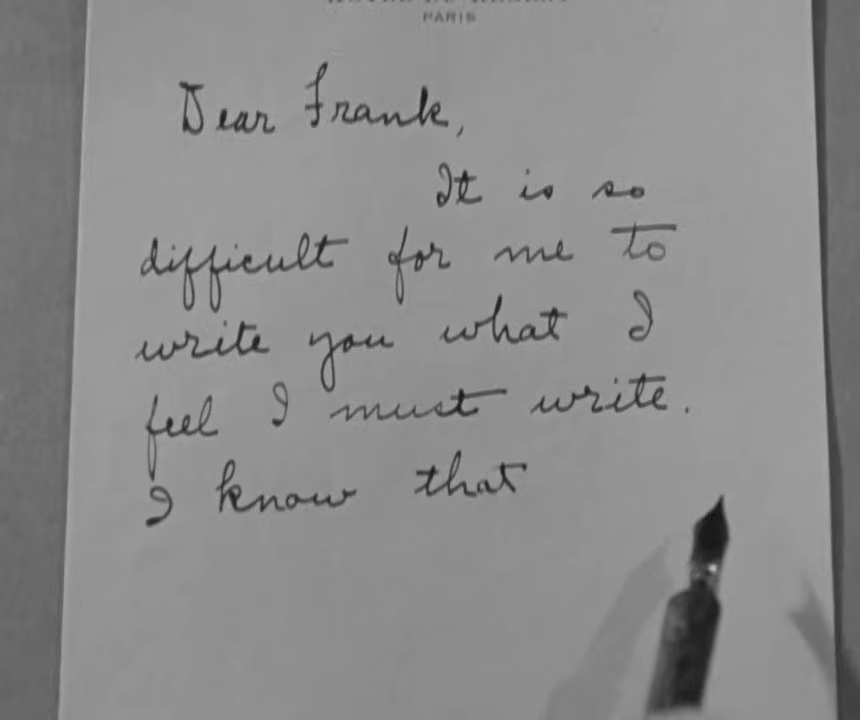 PARIS
Dear Frank,
It is so
difficult for me to
write you what I
feel I must write.
I know that